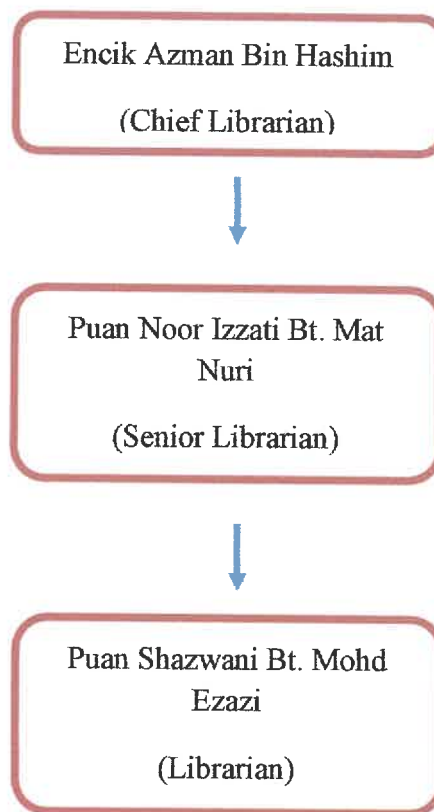 Encik Azman Bin Hashim
(Chief Librarian)
Puan Noor Izzati Bt. Mat
Nuri
(Senior Librarian)
Puan Shazwani Bt. Mohd
Ezazi
(Librarian)